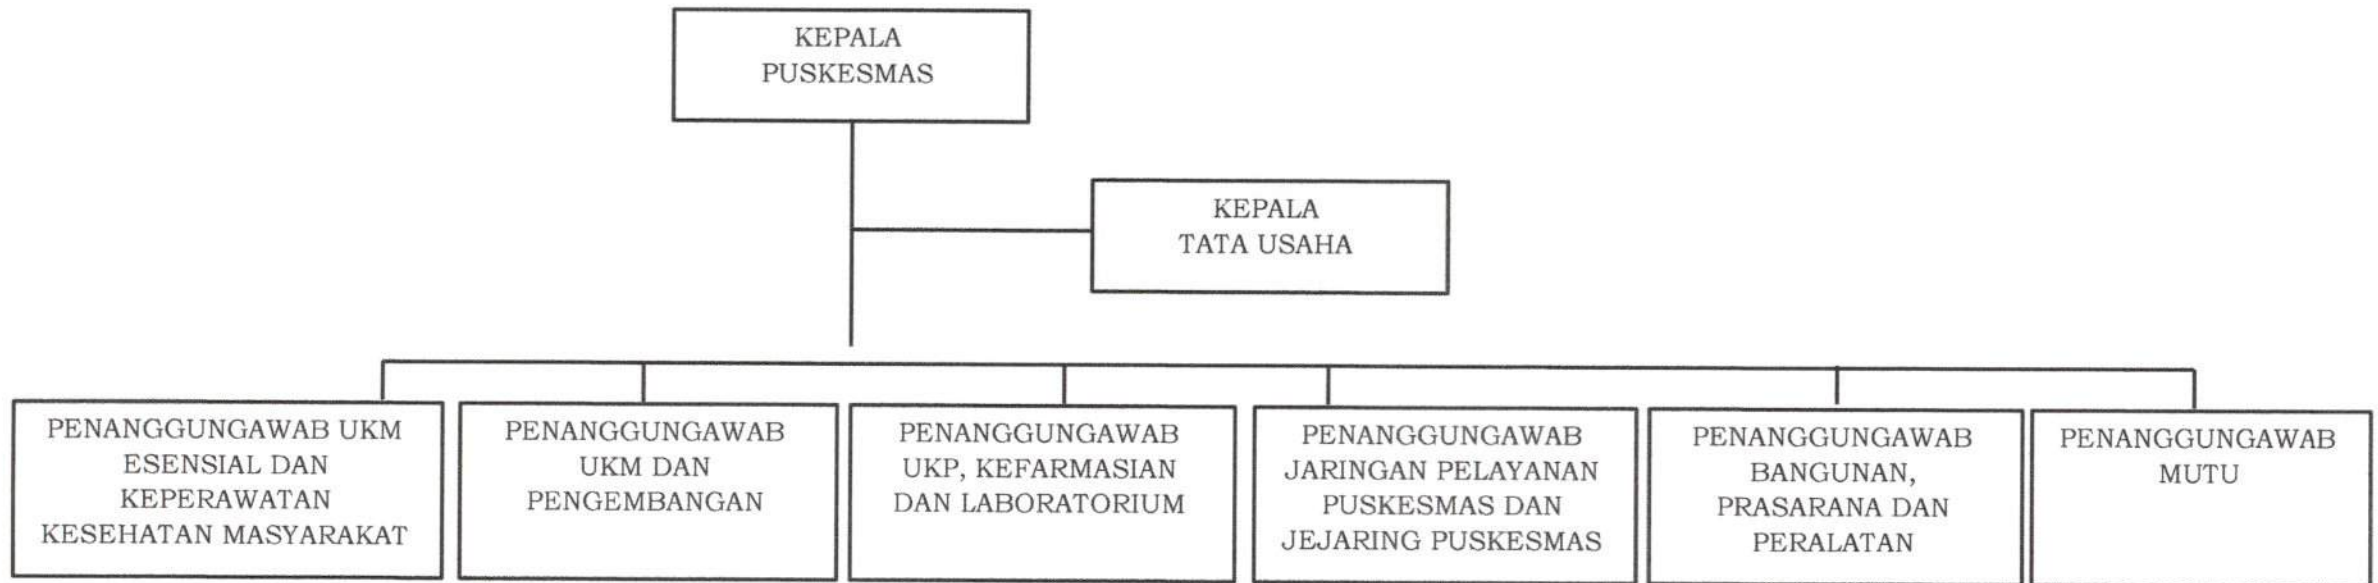 KEPALA
PUSKESMAS
KEPALA
TATA USAHA
PENANGGUNGAWAB UKM
ESENSIAL DAN
KEPERAWATAN
KESEHATAN MASYARAKAT
PENANGGUNGAWAB
UKM DAN
PENGEMBANGAN
PENANGGUNGAWAB
UKP, KEFARMASIAN
DAN LABORATORIUM
PENANGGUNGAWAB
JARINGAN PELAYANAN
PUSKESMAS DAN
JEJARING PUSKESMAS
PENANGGUNGAWAB
BANGUNAN,
PRASARANA DAN
PERALATAN
PENANGGUNGAWAB
MUTU